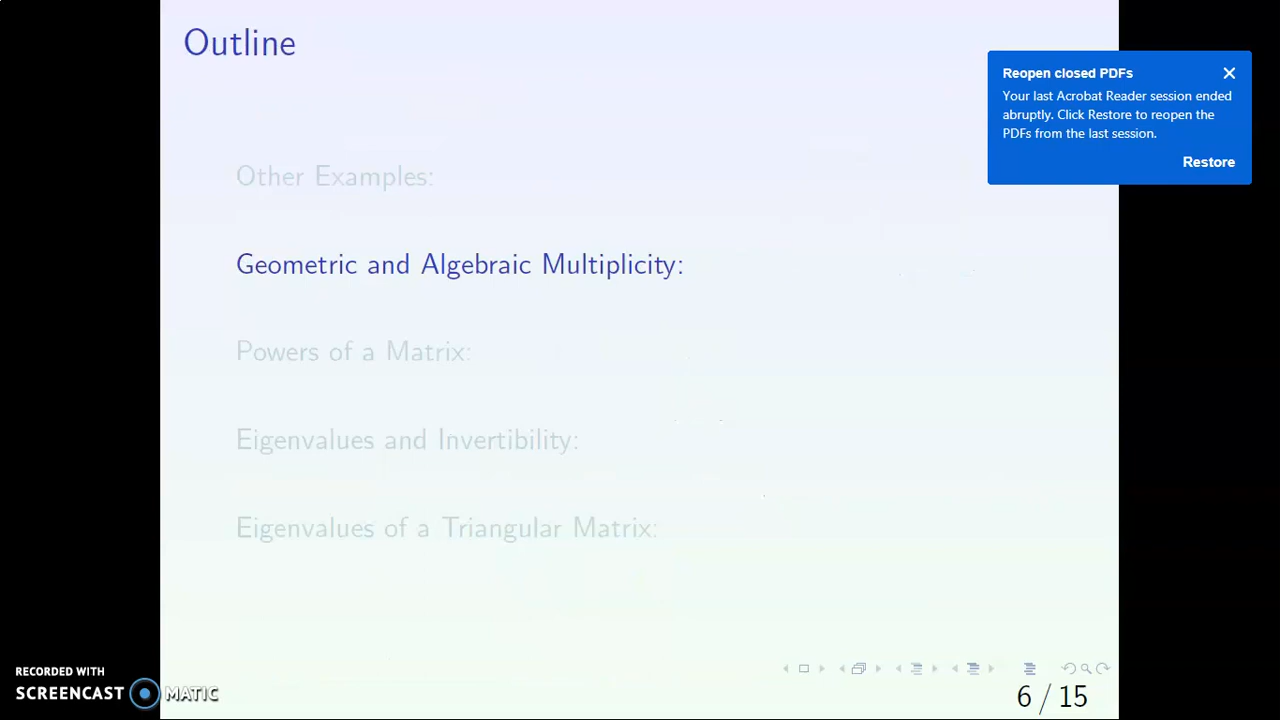 Outline
Reopen closed PDFs
Your last Acrobat Reader session ended
abruptly. Click Restore to reopen the
PDFs from the last session.
Restore
Other Examples:
Geometric and Algebraic Multiplicity:
Powers of a Matrix:
Eigenvalues and Invertibility:
Eigenvalues of a Triangular Matrix:
RECORDED WITH
SCREENCAST MATIC
6 / 15